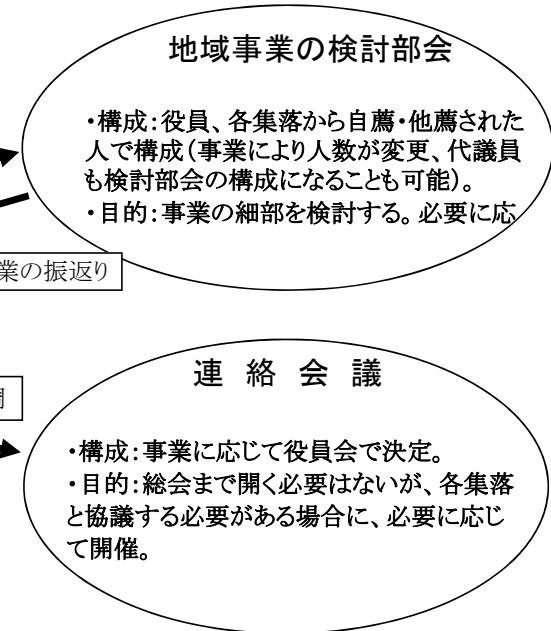 地域事業の検討部会
・構成：役員、各集落から自薦・他薦された
人で構成（事業により人数が変更、代議員
も検討部会の構成になることも可能）。
・目的：事業の細部を検討する。必要に応
業の振返り
連絡会議
・構成：事業に応じて役員会で決定。
・目的：総会まで開く必要はないが、各集落
と協議する必要がある場合に、必要に応じ
て開催。